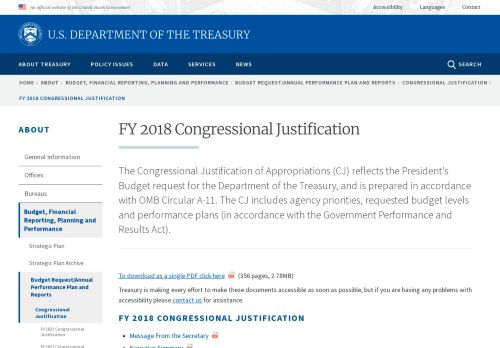 An official website of the United States Government
Accessibility Languages Contact
U.S. DEPARTMENT OF THE TREASURY
ABOUT TREASURY POLICY ISSUES DATA SERVICES NEWS SEARCH
HOME › ABOUT › BUDGET, FINANCIAL REPORTING, PLANNING AND PERFORMANCE › BUDGET REQUEST/ANNUAL PERFORMANCE PLAN AND REPORTS › CONGRESSIONAL JUSTIFICATION ›
FY 2018 CONGRESSIONAL JUSTIFICATION
ABOUT
General Information
Offices
Bureaus
Budget, Financial
Reporting, Planning and
Performance
Strategic Plan
Strategic Plan Archive
Budget Request/Annual
Performance Plan and
Reports
Congressional
Justification
FY 2023 Congressional
Justification
FY 2018 Congressional Justification
The Congressional Justification of Appropriations (CJ) reflects the President's
Budget request for the Department of the Treasury, and is prepared in accordance
with OMB Circular A-11. The CJ includes agency priorities, requested budget levels
and performance plans (in accordance with the Government Performance and
Results Act).
To download as a single PDF click here (356 pages, 2.78MB)
Treasury is making every effort to make these documents accessible as soon as possible, but if you are having any problems with
accessibility please contact us for assistance.
FY 2018 CONGRESSIONAL JUSTIFICATION
• Message From the Secretary
• Executive Summary